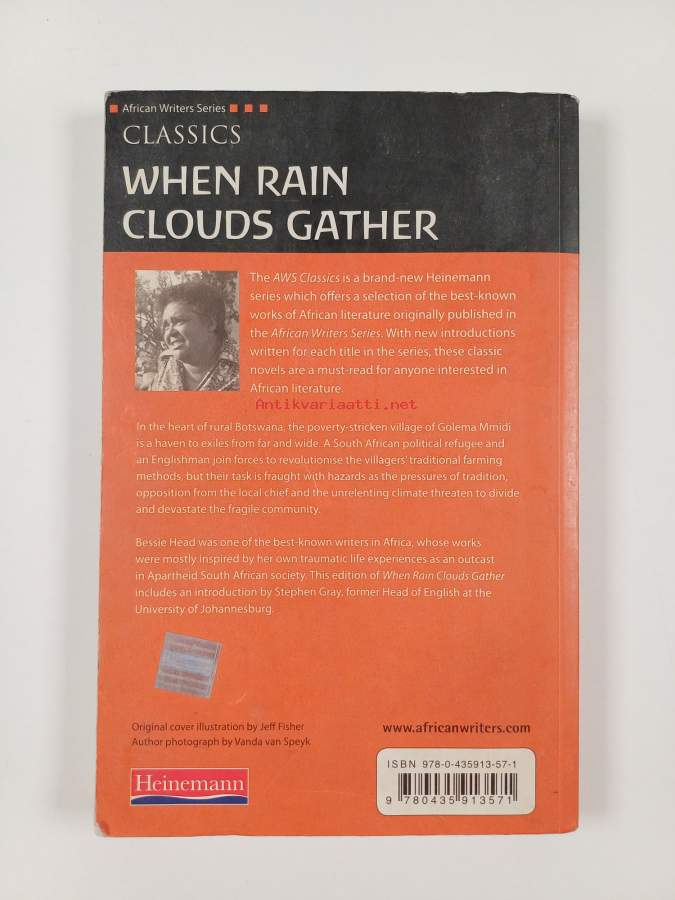 African Writers Series
CLASSICS
WHEN RAIN
CLOUDS GATHER
The AWS Classics is a brand-new Heinemann
series which offers a selection of the best-known
works of African literature originally published in
the African Writers Series. With new introductions
written for each title in the series, these classic
novels are a must-read for anyone interested in
African literature.
Antikvariaatti.net
In the heart of rural Botswana, the poverty-stricken village of Golema Mmidi
is a haven to exiles from far and wide. A South African political refugee and
an Englishman join forces to revolutionise the villagers' traditional farming
methods, but their task is fraught with hazards as the pressures of tradition,
opposition from the local chief and the unrelenting climate threaten to divide
and devastate the fragile community.
Bessie Head was one of the best-known writers in Africa, whose works
were mostly inspired by her own traumatic life experiences as an outcast
in Apartheid South African society. This edition of When Rain Clouds Gather
includes an introduction by Stephen Gray, former Head of English at the
University of Johannesburg.
Original cover illustration by Jeff Fisher
Author photograph by Vanda van Speyk
www.africanwriters.com
Heinemann
ISBN 978-0-435913-57-1
9 780435 913571